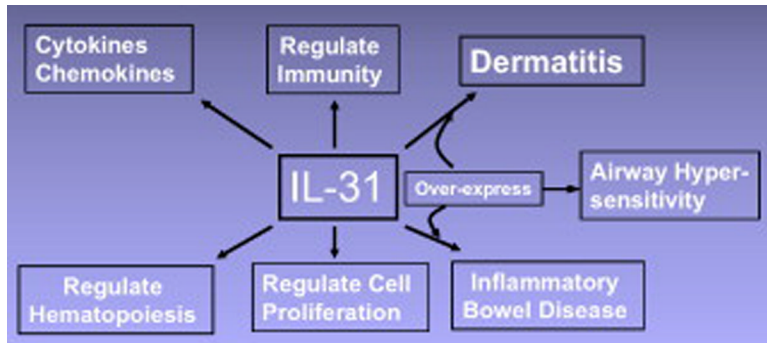 Cytokines
Chemokines
Regulate
Immunity
Dermatitis
IL-31
Over-express
Airway Hyper-
sensitivity
Regulate
Hematopoiesis
Regulate Cell
Proliferation
Inflammatory
Bowel Disease